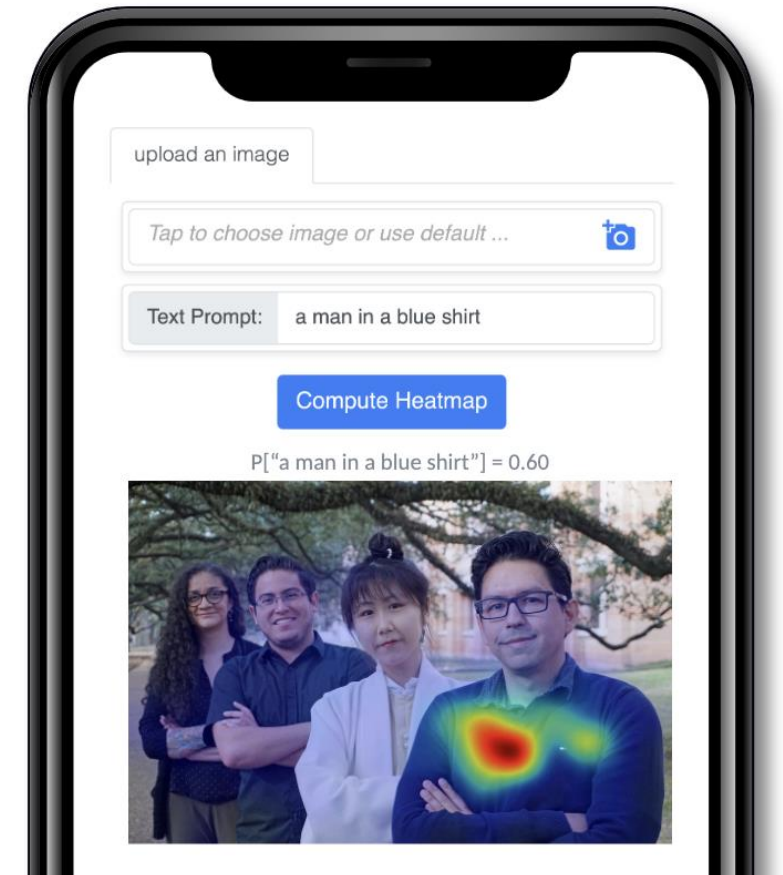 upload an image
Tap to choose image or use default ...
Text Prompt: a man in a blue shirt
Compute Heatmap
P[“a man in a blue shirt”] = 0.60